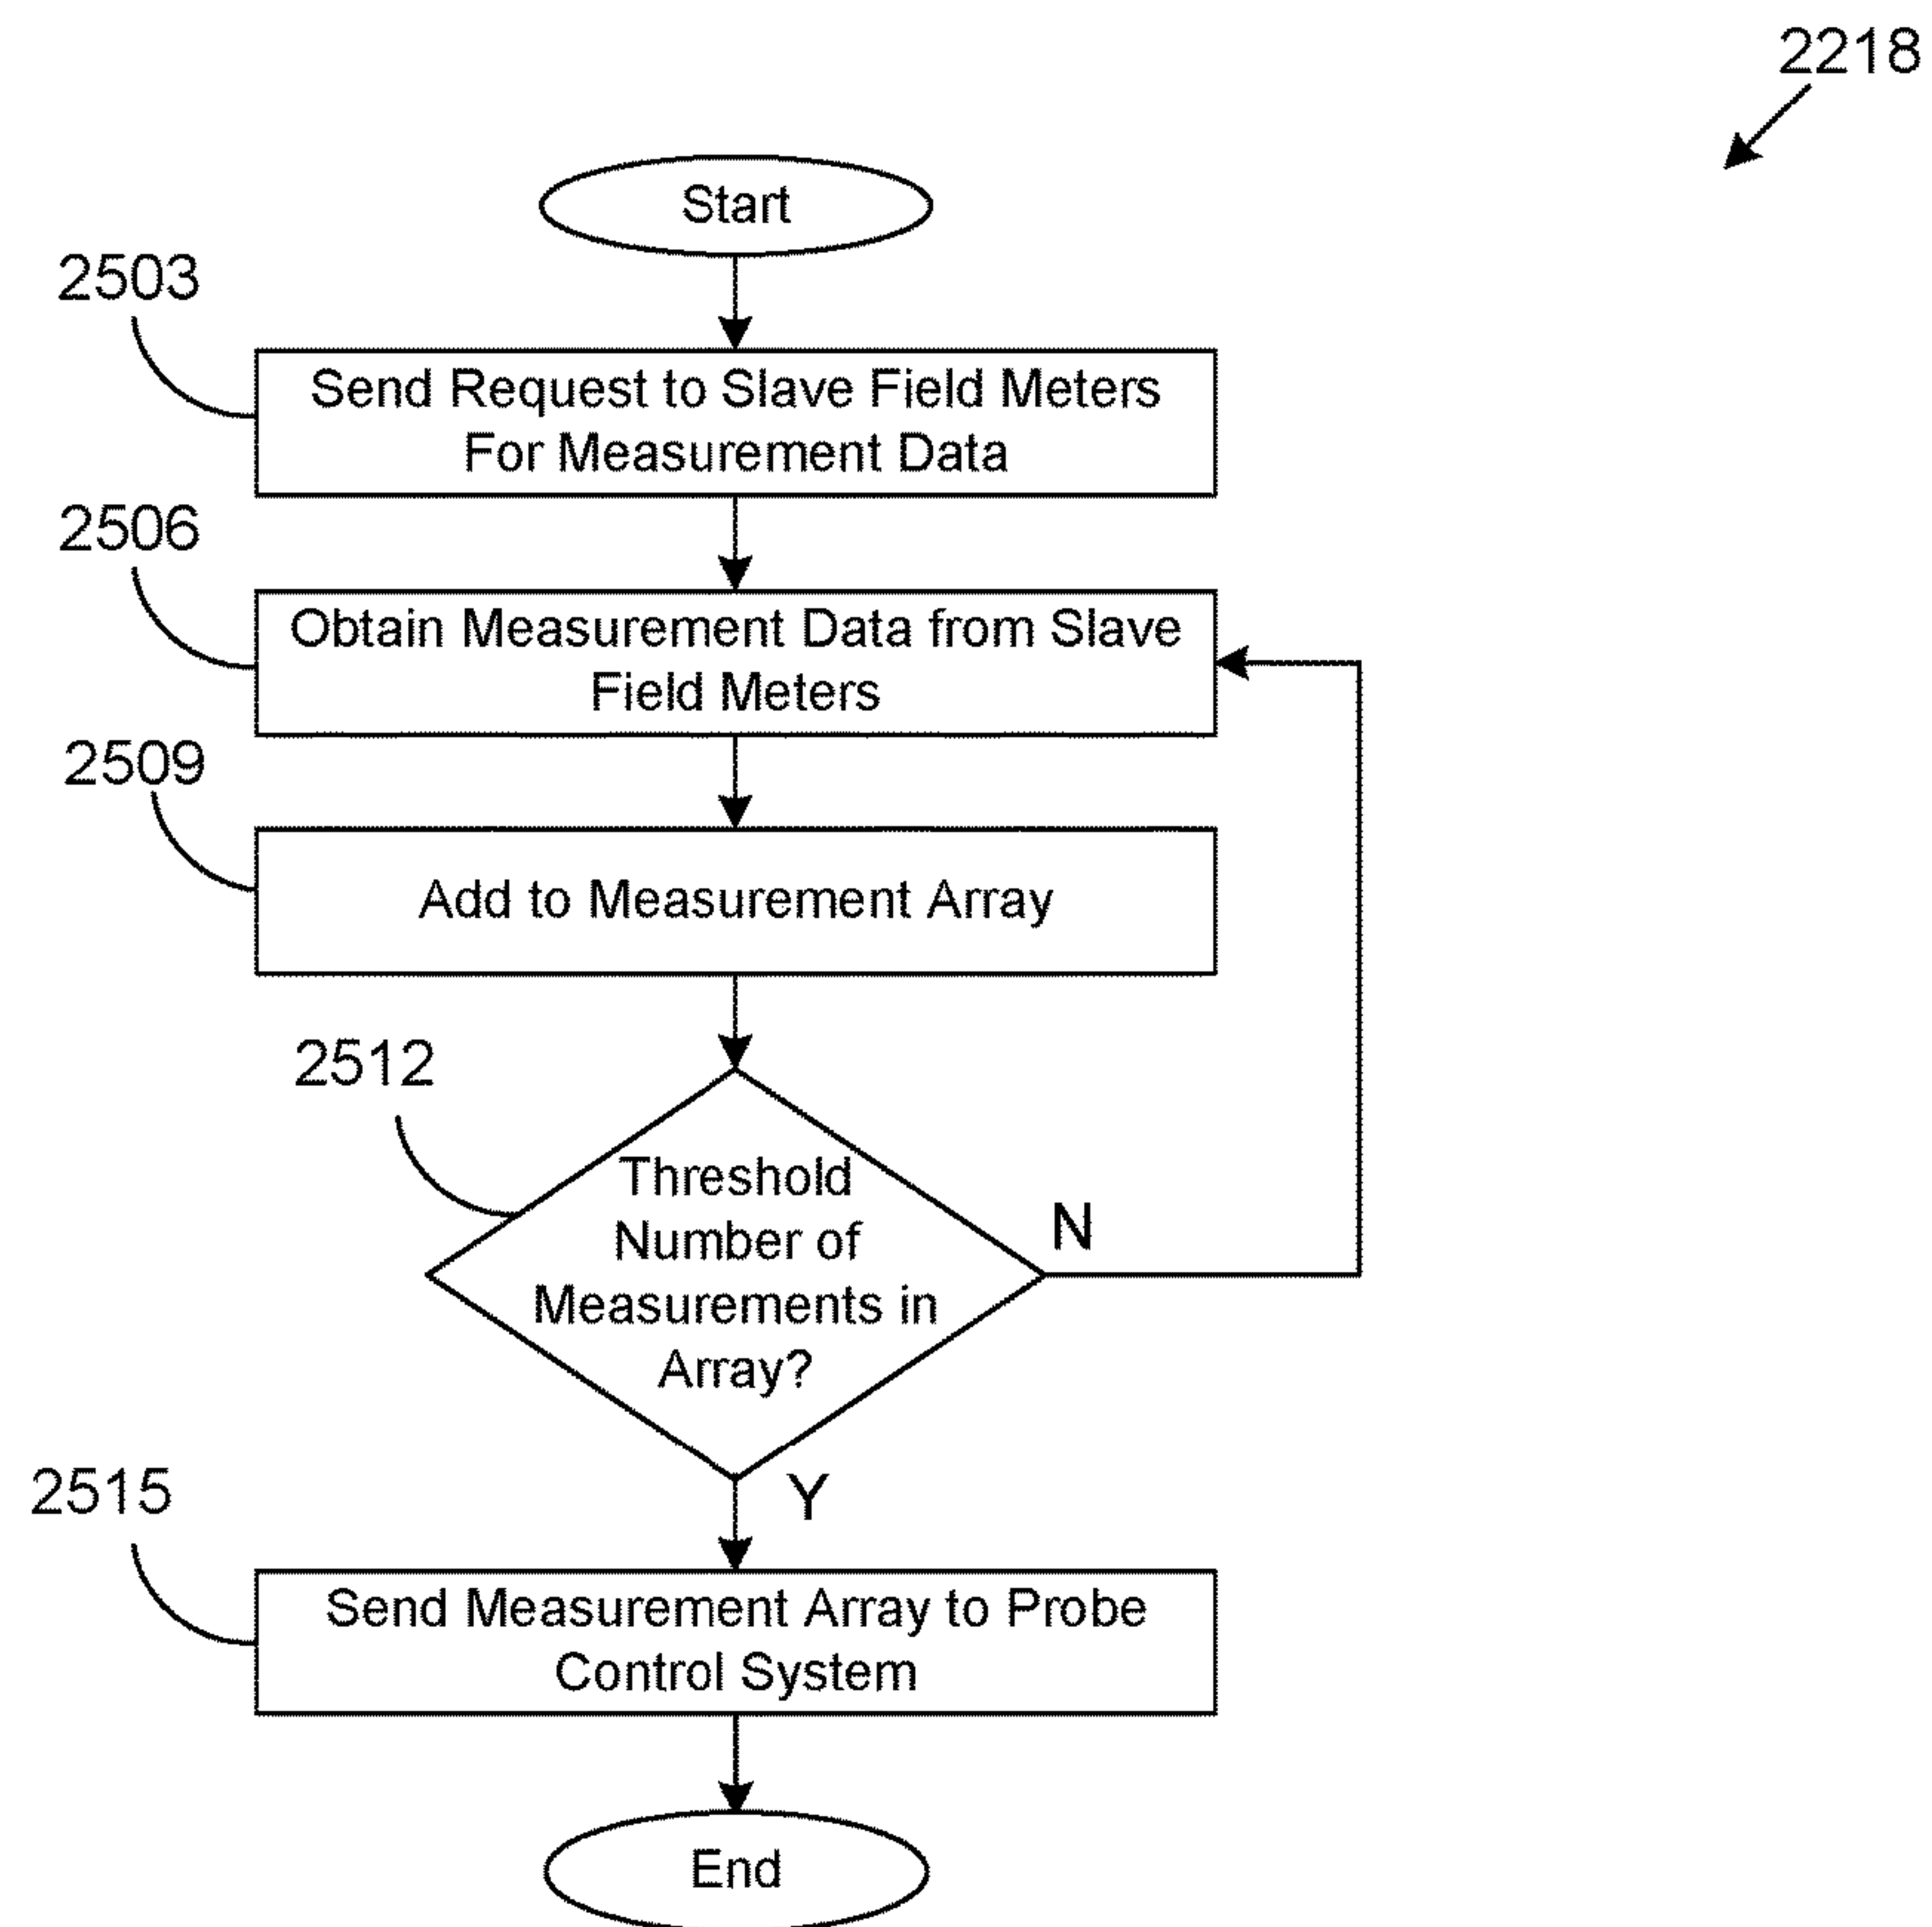 2218
Start
2503
Send Request to Slave Field Meters
For Measurement Data
2506
Obtain Measurement Data from Slave
Field Meters
2509
Add to Measurement Array
2512
Threshold
Number of
Measurements in
Array?
N
Y
2515
Send Measurement Array to Probe
Control System
End